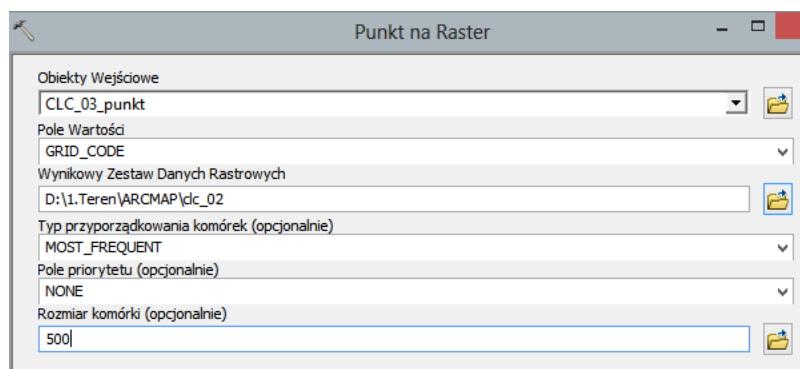 Punkt na Raster
Obiekty Wejściowe
CLC_03_punkt
Pole Wartości
GRID_CODE
Wynikowy Zestaw Danych Rastrowych
D:\1.Teren\ARCMAP\clc_02
Typ przyporządkowania komórek (opcjonalnie)
MOST_FREQUENT
Pole priorytetu (opcjonalnie)
NONE
Rozmiar komórki (opcjonalnie)
500